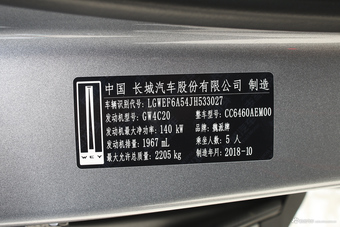 中国 长城汽车股份有限公司 制造
车辆识别代号: LGWEF6A54JH533027
发动机型号: GW4C20 整车型号: CC6460AEM00
发动机最大净功率: 140 kW 品牌: 魏派牌
发动机排量: 1967 mL 乘坐人数: 5 人
最大允许总质量: 2205 kg 制造年月: 2018-10
WEY